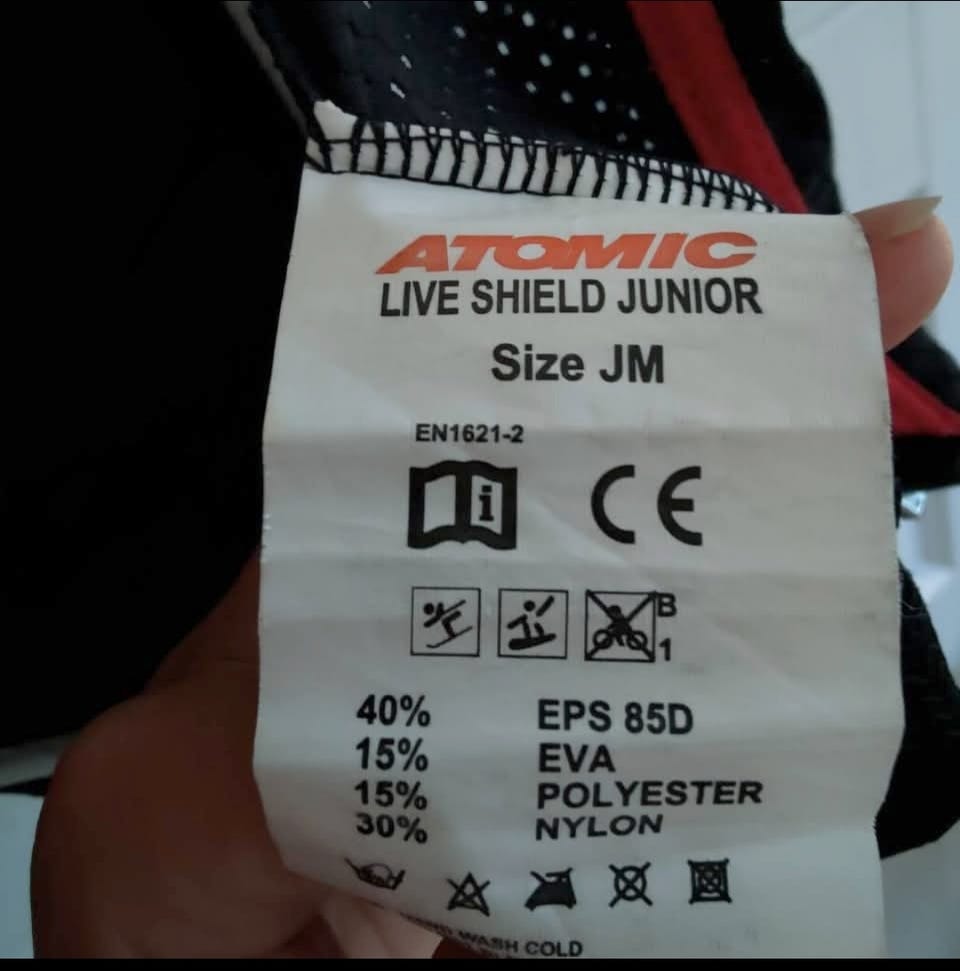 ATOMIC
LIVE SHIELD JUNIOR
Size JM
EN1621-2
i CE
B
1
40% EPS 85D
15% EVA
15% POLYESTER
30% NYLON
WASH COLD